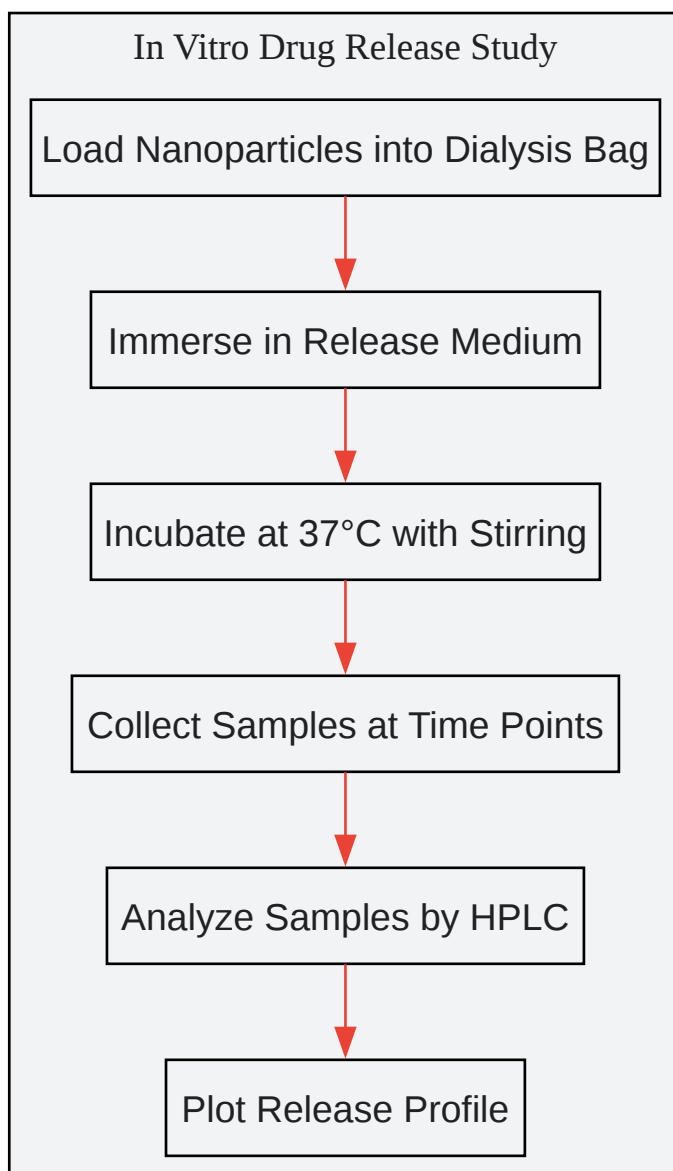 In Vitro Drug Release Study
Load Nanoparticles into Dialysis Bag
Immerse in Release Medium
Incubate at 37°C with Stirring
Collect Samples at Time Points
Analyze Samples by HPLC
Plot Release Profile